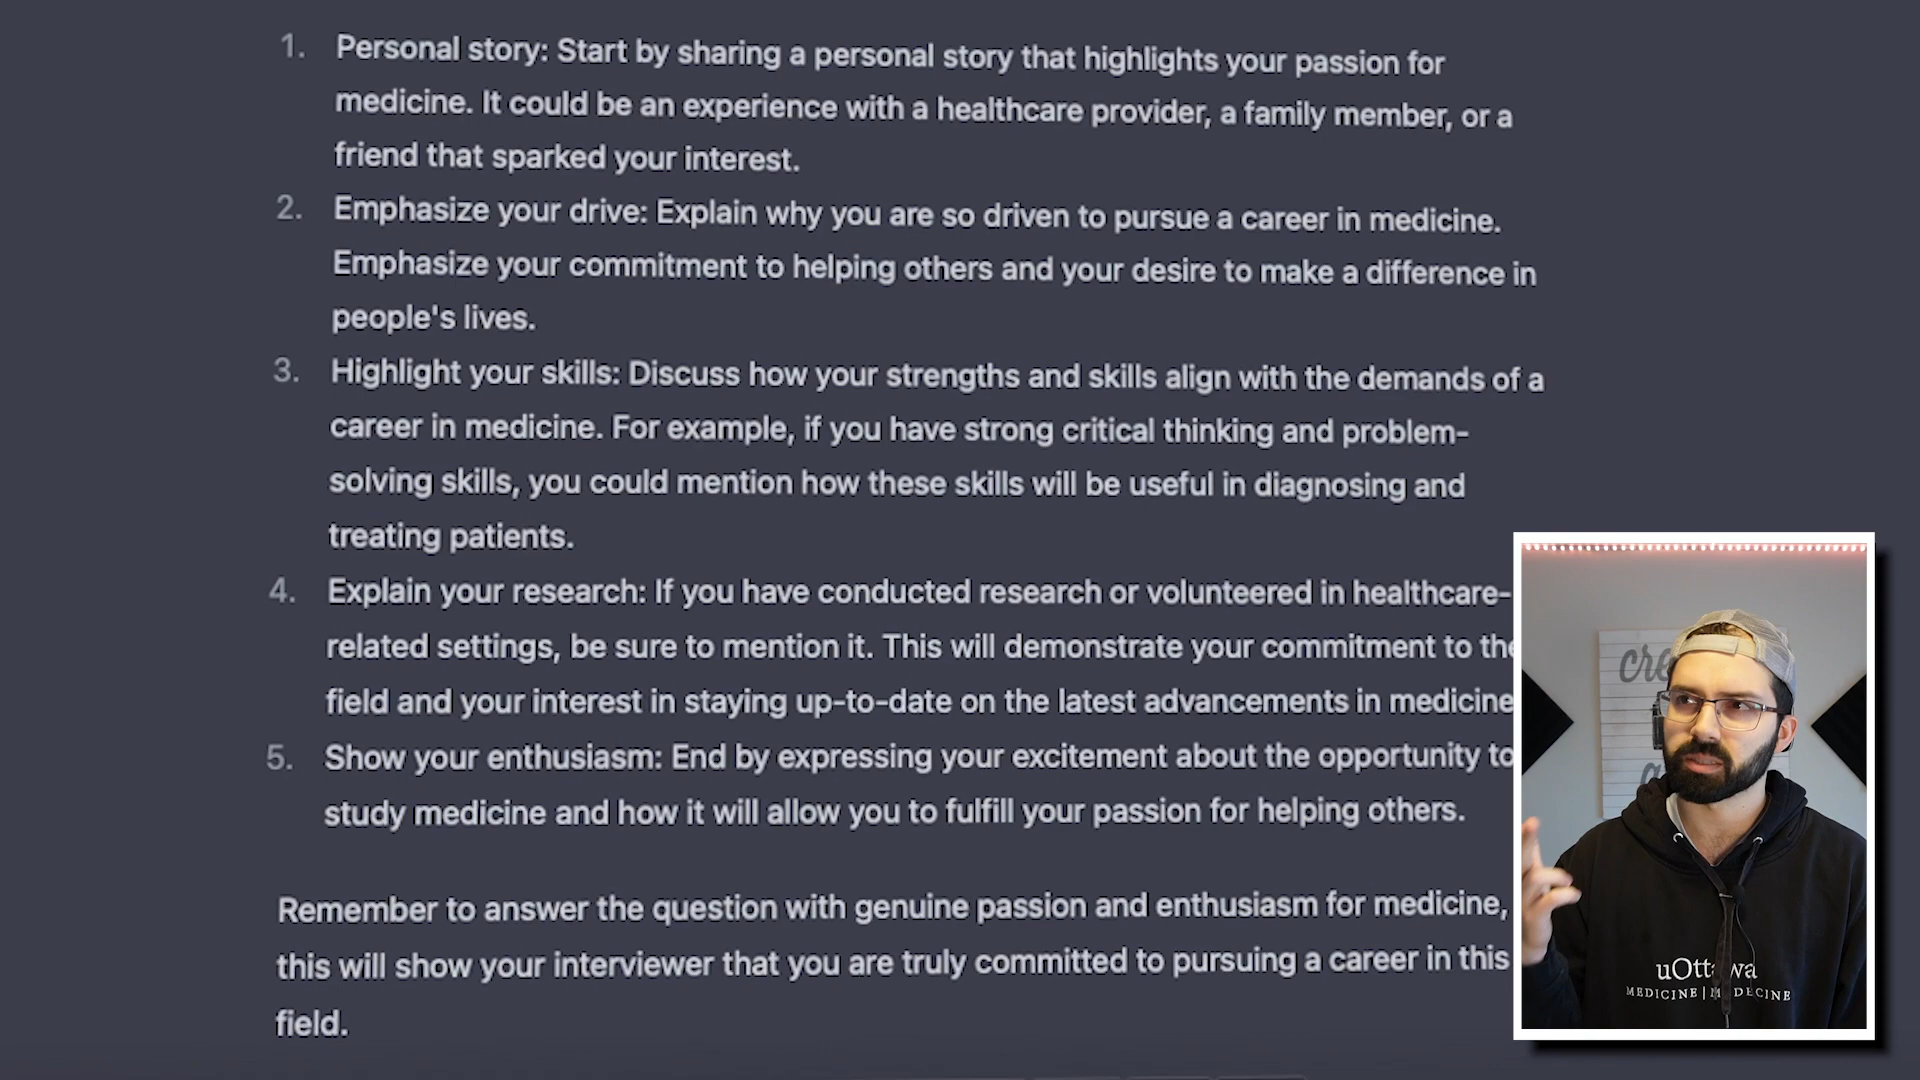 1. Personal story: Start by sharing a personal story that highlights your passion for
medicine. It could be an experience with a healthcare provider, a family member, or a
friend that sparked your interest.
2. Emphasize your drive: Explain why you are so driven to pursue a career in medicine.
Emphasize your commitment to helping others and your desire to make a difference in
people's lives.
3. Highlight your skills: Discuss how your strengths and skills align with the demands of a
career in medicine. For example, if you have strong critical thinking and problem-
solving skills, you could mention how these skills will be useful in diagnosing and
treating patients.
4. Explain your research: If you have conducted research or volunteered in healthcare-
related settings, be sure to mention it. This will demonstrate your commitment to the
field and your interest in staying up-to-date on the latest advancements in medicine
5. Show your enthusiasm: End by expressing your excitement about the opportunity to
study medicine and how it will allow you to fulfill your passion for helping others.
Remember to answer the question with genuine passion and enthusiasm for medicine,
this will show your interviewer that you are truly committed to pursuing a career in this
field.
uOttawa
MEDICINE | MÉDECINE